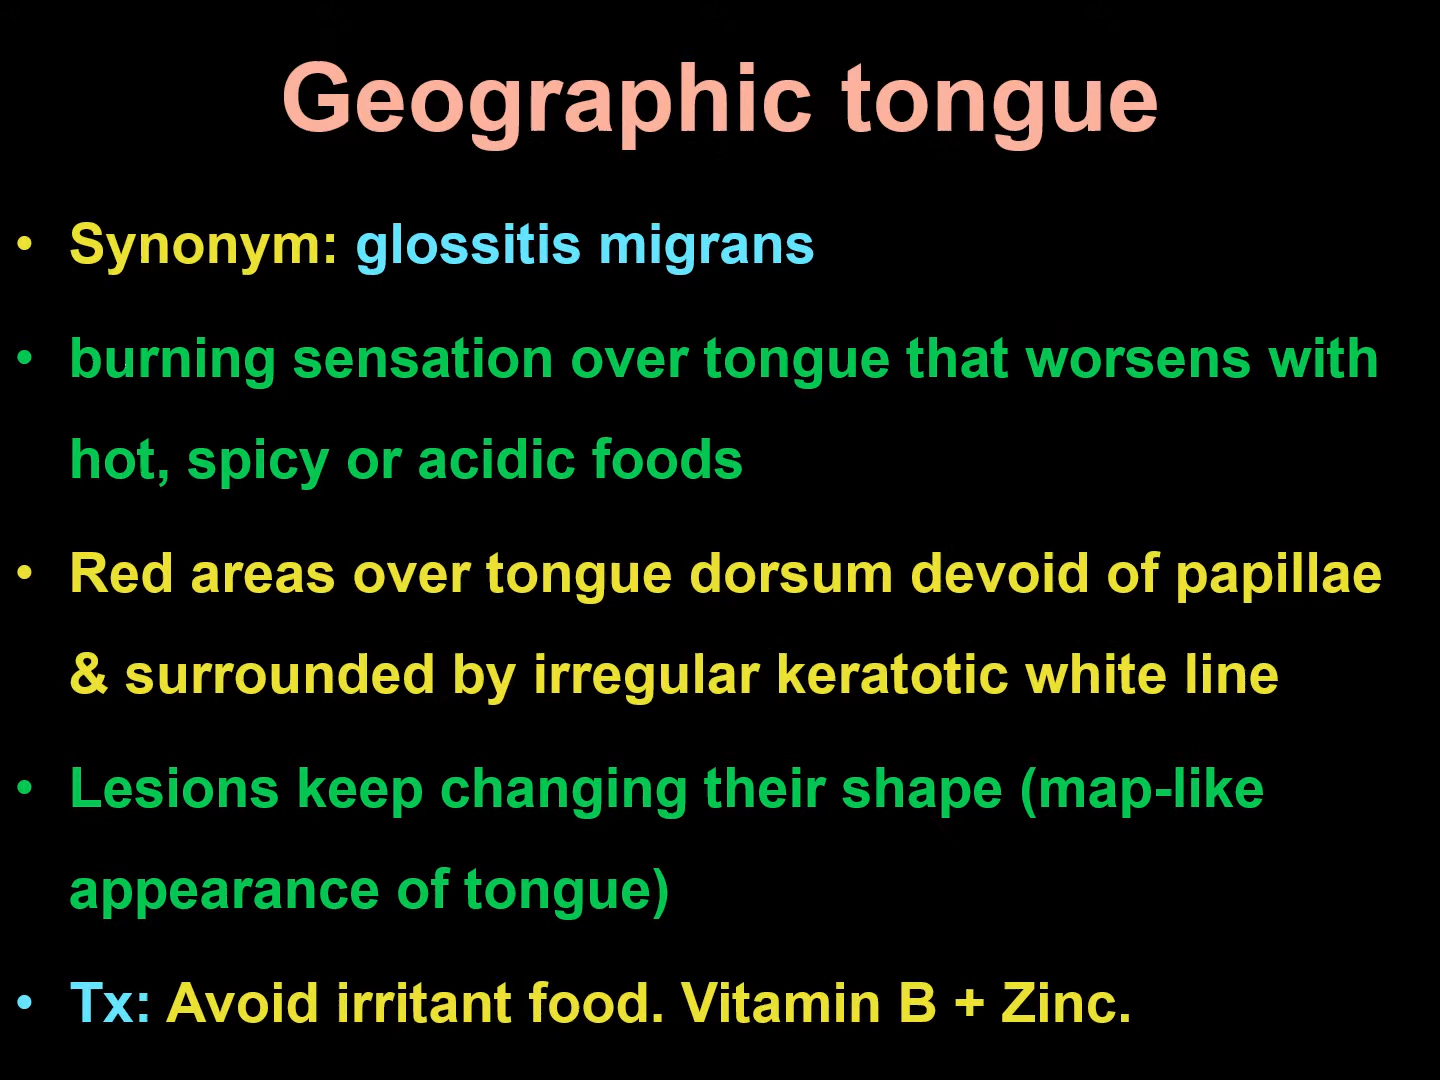 Geographic tongue
• Synonym: glossitis migrans
• burning sensation over tongue that worsens with
hot, spicy or acidic foods
• Red areas over tongue dorsum devoid of papillae
& surrounded by irregular keratotic white line
• Lesions keep changing their shape (map-like
appearance of tongue)
• Tx: Avoid irritant food. Vitamin B + Zinc.